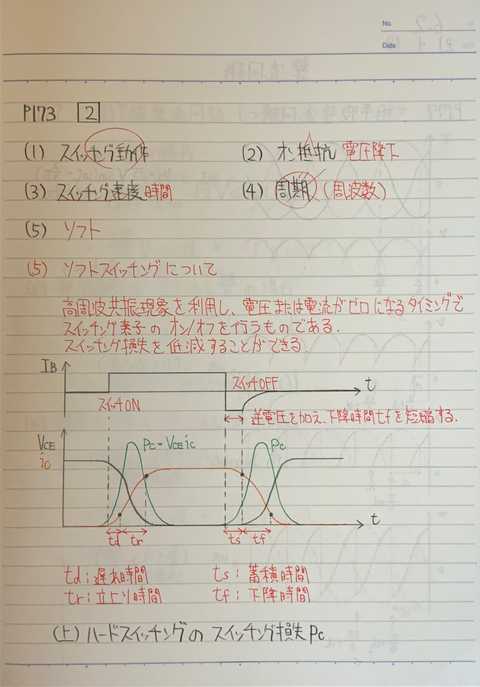 No.
Date
P173 2
(1) スイッチング動作 (2) オン抵抗 電圧降下
(3) スイッチング速度 時間 (4) 周期 (周波数)
(5) ソフト
(5) ソフトスイッチングについて
高周波共振現象を利用し、電圧または電流がゼロになるタイミングで
スイッチング素子のオン/オフを行うものである.
スイッチング損失を低減することができる.
IB スイッチOFF t
スイッチON
逆電圧を加え、下降時間tfを短縮する.
VCE
ic
Pc=VCE ic Pc
t
td tr ts tf
td:遅れ時間 ts:蓄積時間
tr:立上り時間 tf:下降時間
(上) ハードスイッチングのスイッチング損失 Pc